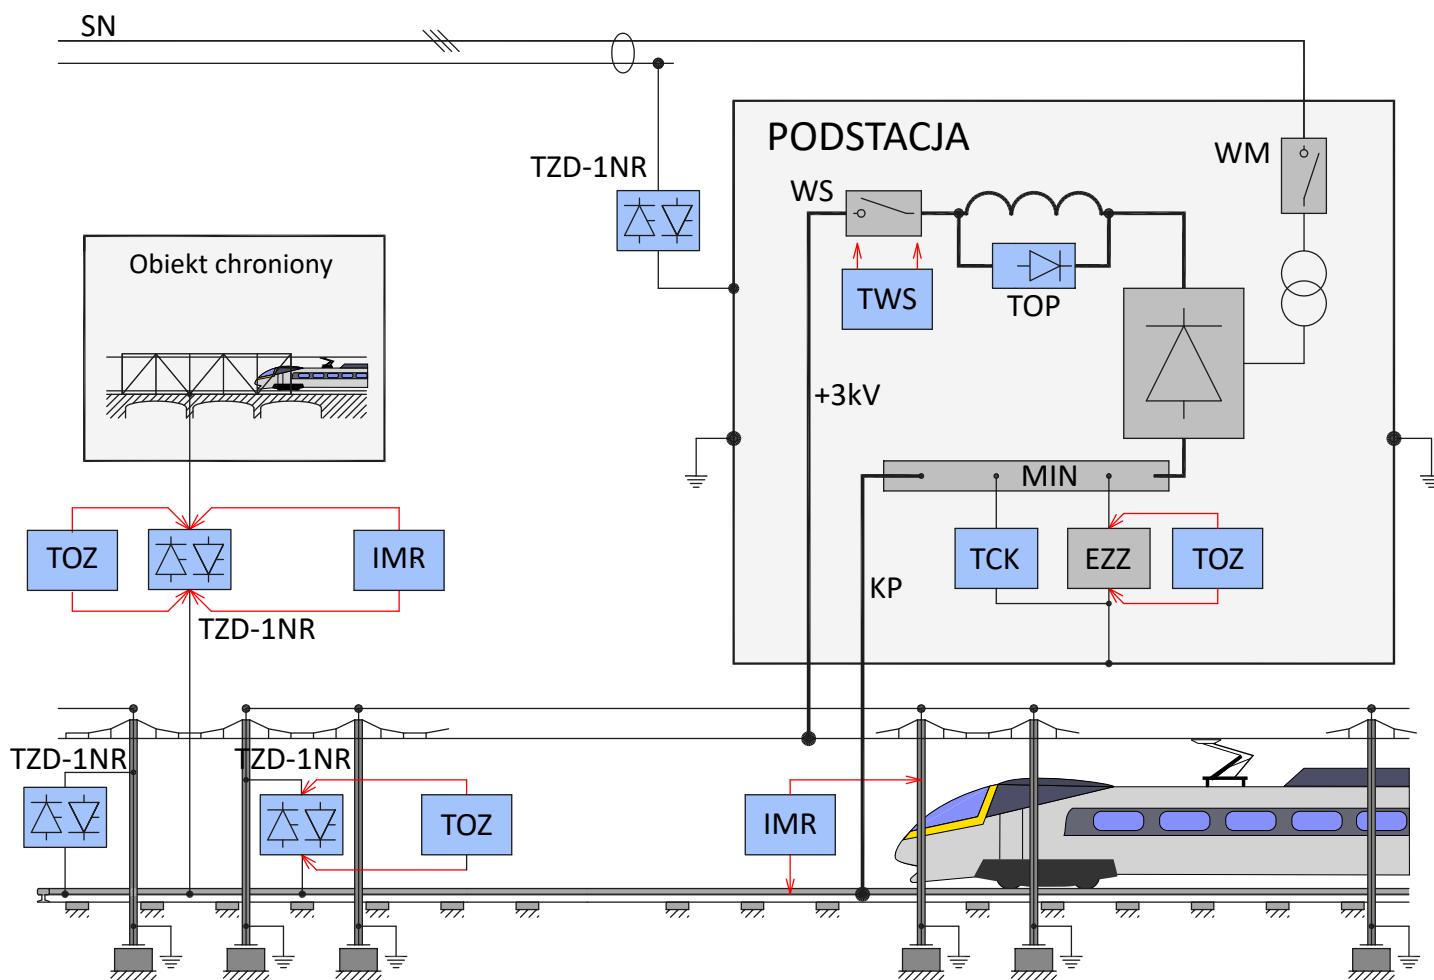 SN
PODSTACJA
WM
TZD-1NR
WS
Obiekt chroniony
TWS
TOP
+3kV
MIN
TOZ
IMR
TCK
EZZ
TOZ
KP
TZD-1NR
TZD-1NR
TZD-1NR
TOZ
IMR